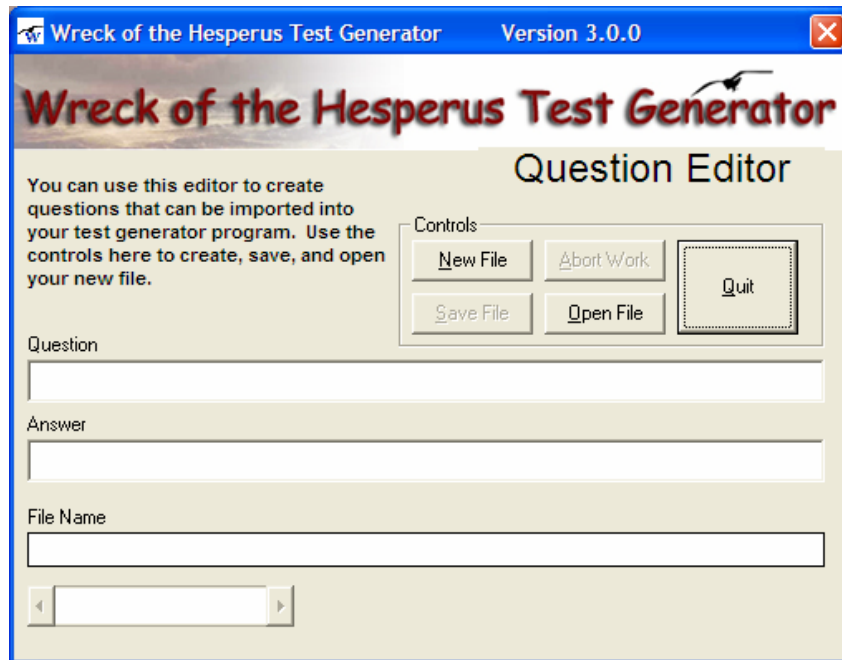 Wreck of the Hesperus Test Generator Version 3.0.0
Wreck of the Hesperus Test Generator
Question Editor
You can use this editor to create
questions that can be imported into
your test generator program. Use the
controls here to create, save, and open
your new file.
Controls
New File Abort Work Quit
Save File Open File
Question
Answer
File Name